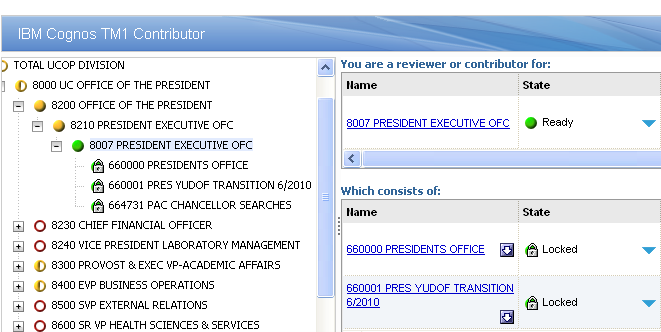 IBM Cognos TM1 Contributor
TOTAL UCOP DIVISION
8000 UC OFFICE OF THE PRESIDENT
8200 OFFICE OF THE PRESIDENT
8210 PRESIDENT EXECUTIVE OFC
8007 PRESIDENT EXECUTIVE OFC
660000 PRESIDENTS OFFICE
660001 PRES YUDOF TRANSITION 6/2010
664731 PAC CHANCELLOR SEARCHES
8230 CHIEF FINANCIAL OFFICER
8240 VICE PRESIDENT LABORATORY MANAGEMENT
8300 PROVOST & EXEC VP-ACADEMIC AFFAIRS
8400 EVP BUSINESS OPERATIONS
8500 SVP EXTERNAL RELATIONS
8600 SR VP HEALTH SCIENCES & SERVICES
You are a reviewer or contributor for:
Name State
8007 PRESIDENT EXECUTIVE OFC Ready
Which consists of:
Name State
660000 PRESIDENTS OFFICE Locked
660001 PRES YUDOF TRANSITION
6/2010 Locked